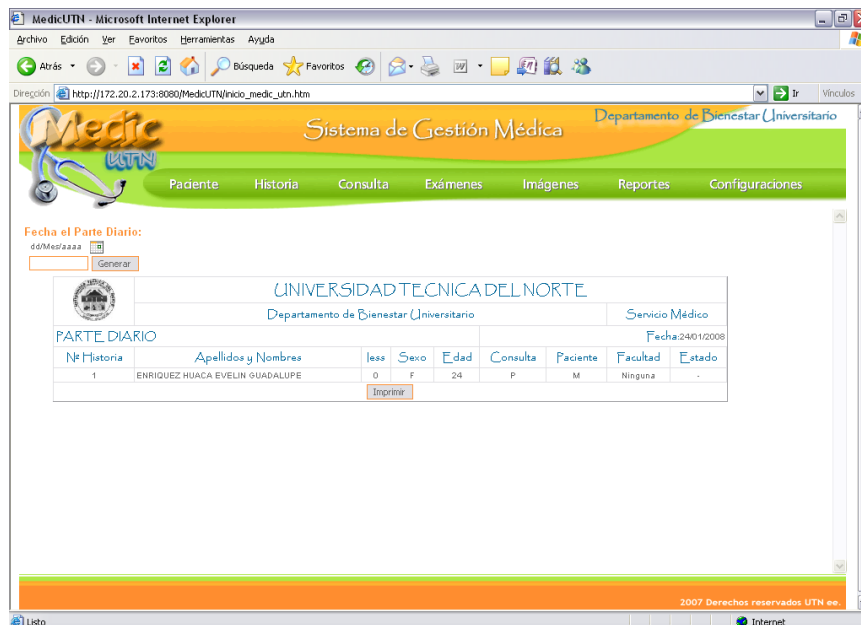 MedicUTN - Microsoft Internet Explorer
Archivo Edición Ver Favoritos Herramientas Ayuda
Atrás Búsqueda Favoritos
Dirección http://172.20.2.173:8080/MedicUTN/inicio_medic_utn.htm Ir Vínculos
Medic UTN
Sistema de Gestión Médica
Departamento de Bienestar Universitario
Paciente Historia Consulta Exámenes Imágenes Reportes Configuraciones
Fecha el Parte Diario:
dd/Mes/aaaa
Generar
UNIVERSIDAD TECNICA DEL NORTE
Departamento de Bienestar Universitario Servicio Médico
PARTE DIARIO Fecha:24/01/2008
Nº Historia Apellidos y Nombres Iess Sexo Edad Consulta Paciente Facultad Estado
1 ENRIQUEZ HUACA EVELIN GUADALUPE 0 F 24 P M Ninguna -
Imprimir
2007 Derechos reservados UTN ee.
Listo Internet